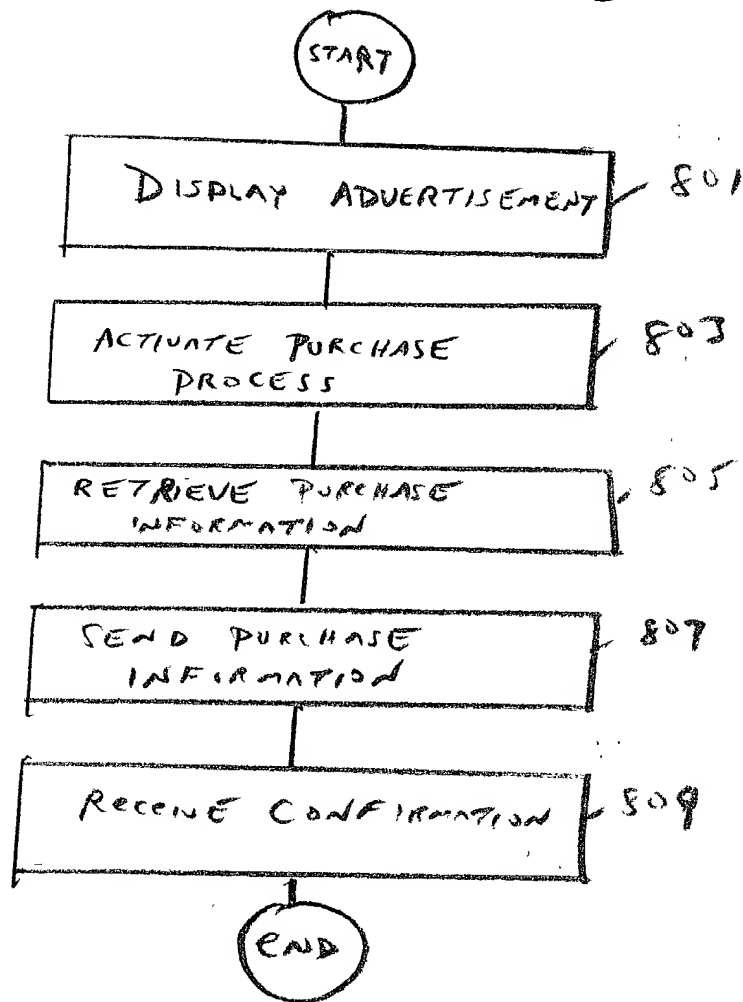 START
DISPLAY ADVERTISEMENT 801
ACTIVATE PURCHASE
PROCESS
803
RETRIEVE PURCHASE
INFORMATION
805
SEND PURCHASE
INFORMATION
807
RECEIVE CONFIRMATION 809
END